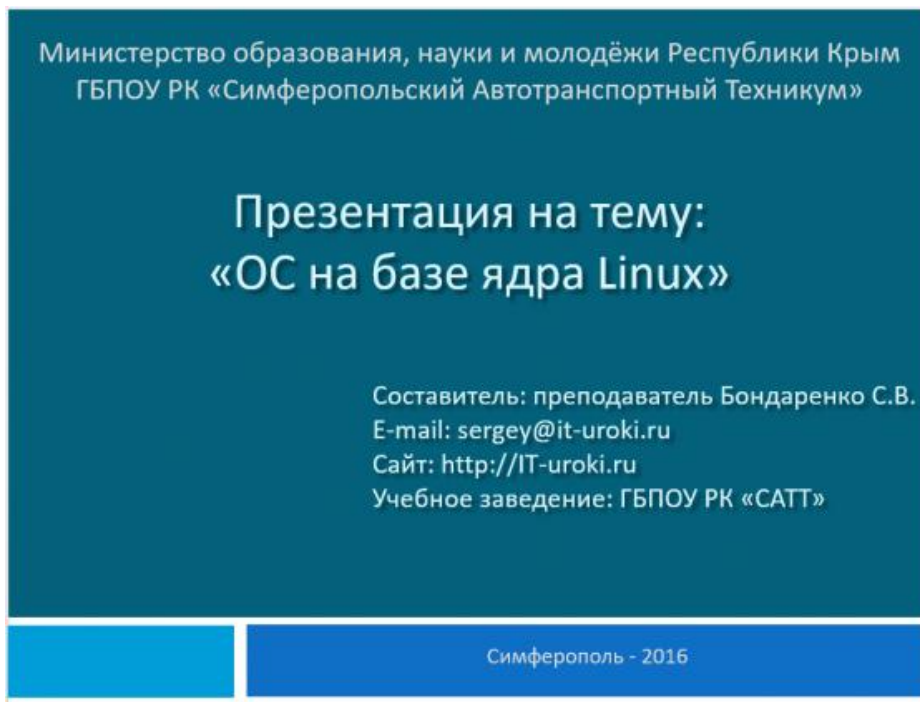 Министерство образования, науки и молодёжи Республики Крым
ГБПОУ РК «Симферопольский Автотранспортный Техникум»
Презентация на тему:
«ОС на базе ядра Linux»
Составитель: преподаватель Бондаренко С.В.
E-mail: sergey@it-uroki.ru
Сайт: http://IT-uroki.ru
Учебное заведение: ГБПОУ РК «САТТ»
Симферополь - 2016